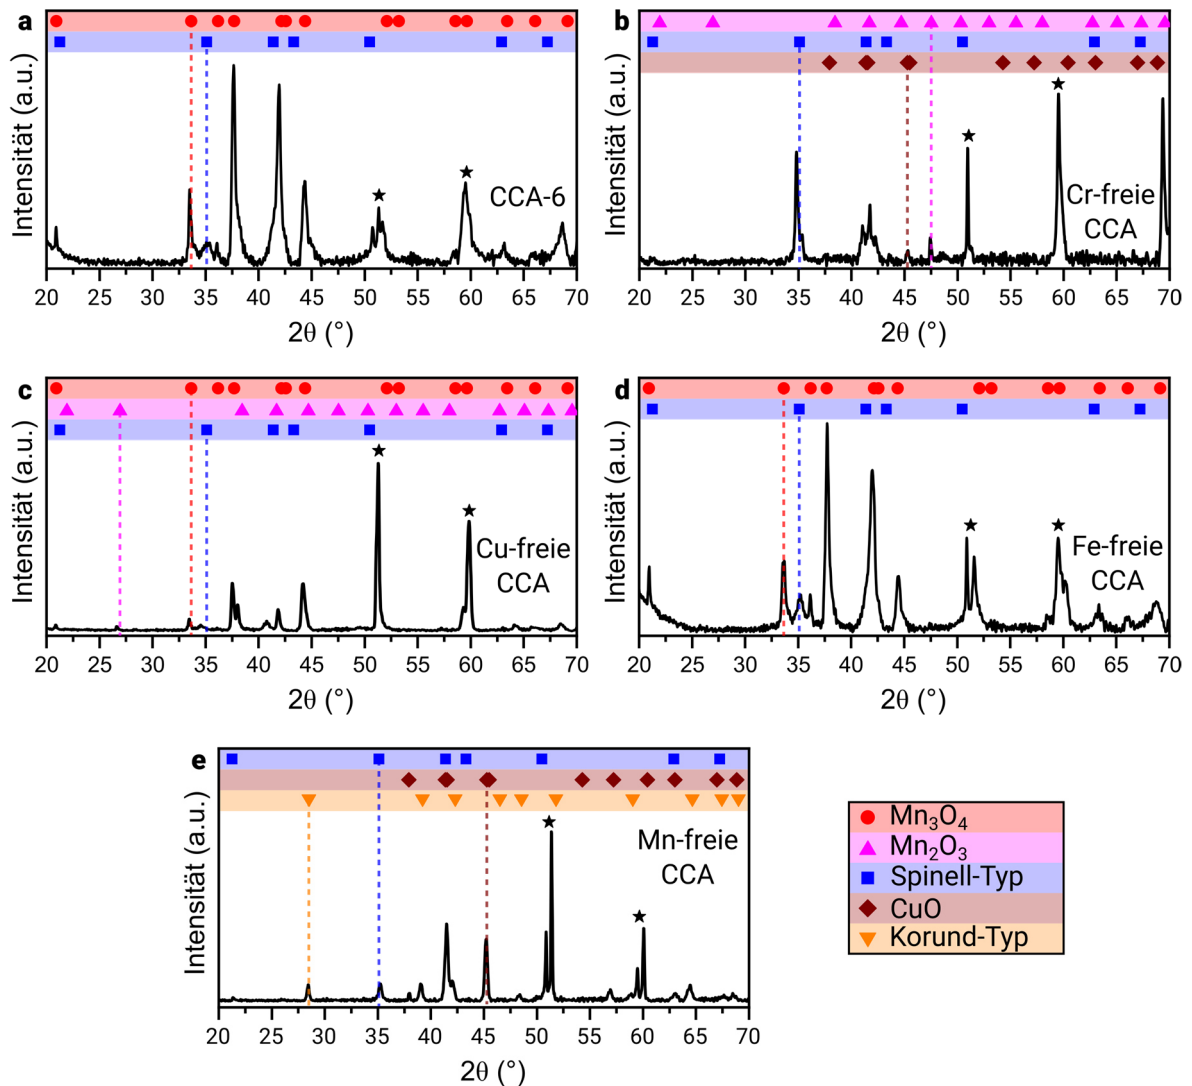 a
Intensität (a.u.)
CCA-6
20 25 30 35 40 45 50 55 60 65 70
2θ (°)
b
Intensität (a.u.)
Cr-freie
CCA
20 25 30 35 40 45 50 55 60 65 70
2θ (°)
c
Intensität (a.u.)
Cu-freie
CCA
20 25 30 35 40 45 50 55 60 65 70
2θ (°)
d
Intensität (a.u.)
Fe-freie
CCA
20 25 30 35 40 45 50 55 60 65 70
2θ (°)
e
Intensität (a.u.)
Mn-freie
CCA
20 25 30 35 40 45 50 55 60 65 70
2θ (°)
Mn₃O₄
Mn₂O₃
Spinell-Typ
CuO
Korund-Typ